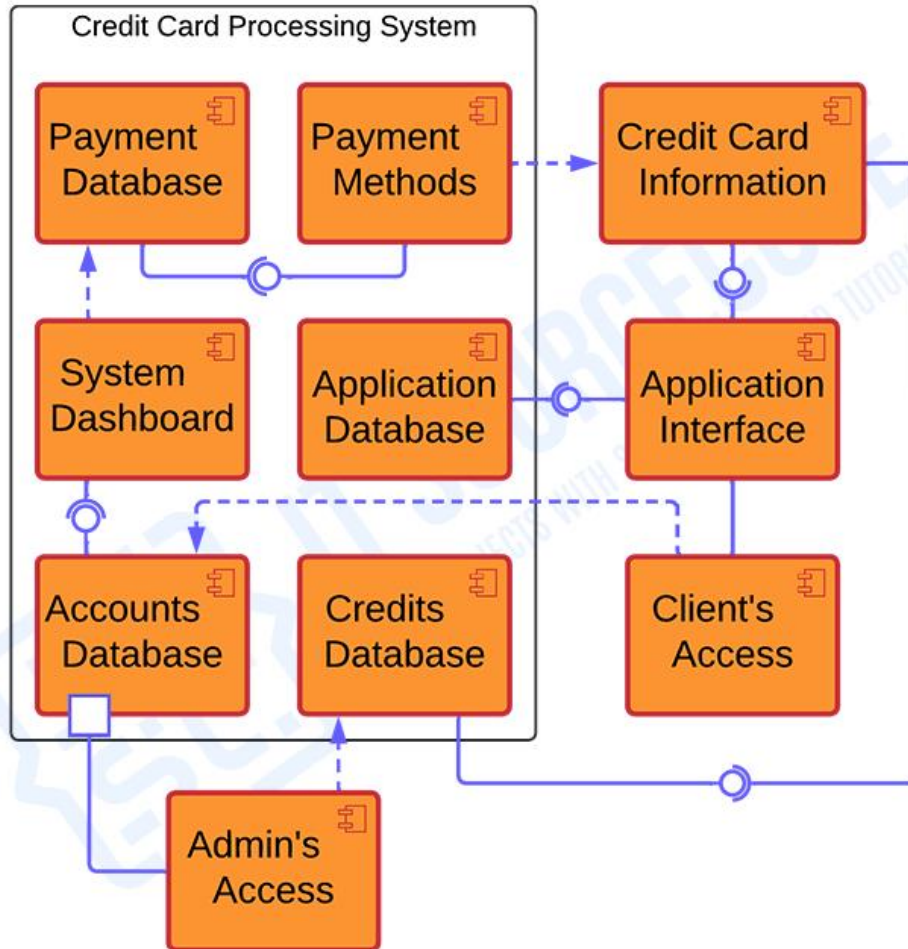 Credit Card Processing System
Payment
Database
Payment
Methods
Credit Card
Information
System
Dashboard
Application
Database
Application
Interface
Accounts
Database
Credits
Database
Client's
Access
Admin's
Access